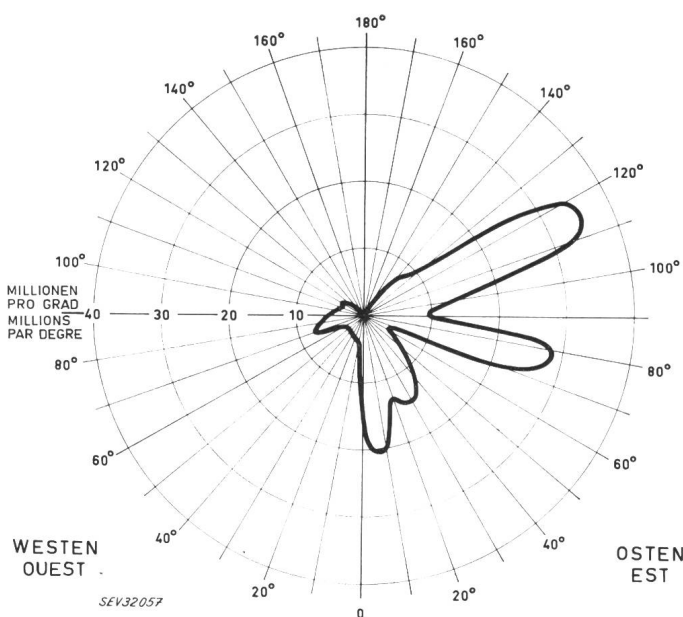 180°
160° 160°
140° 140°
120° 120°
100° 100°
MILLIONEN
PRO GRAD
40 30 20 10
MILLIONS
PAR DEGRE
80° 80°
60° 60°
40° 40°
WESTEN
OUEST
OSTEN
EST
20° 20°
0
SEV32057